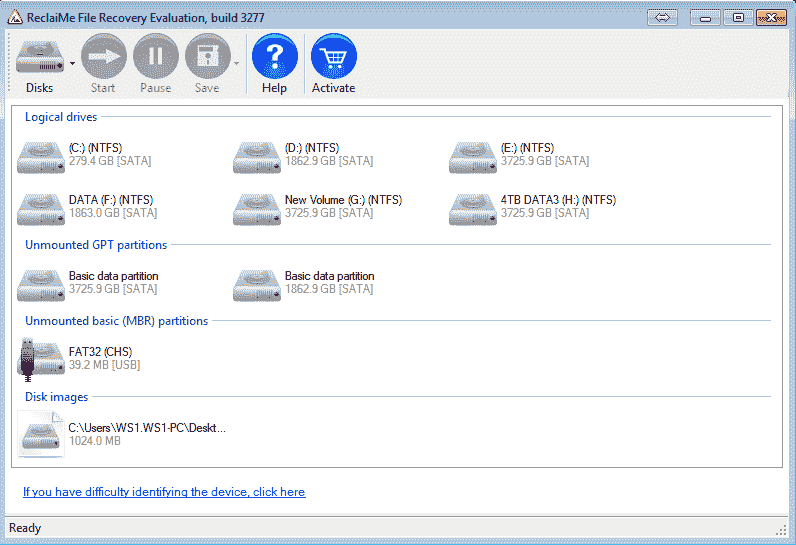 ReclaiMe File Recovery Evaluation, build 3277
Disks Start Pause Save Help Activate
Logical drives
(C:) (NTFS) (D:) (NTFS) (E:) (NTFS)
279.4 GB [SATA] 1862.9 GB [SATA] 3725.9 GB [SATA]
DATA (F:) (NTFS) New Volume (G:) (NTFS) 4TB DATA3 (H:) (NTFS)
1863.0 GB [SATA] 3725.9 GB [SATA] 3725.9 GB [SATA]
Unmounted GPT partitions
Basic data partition Basic data partition
3725.9 GB [SATA] 1862.9 GB [SATA]
Unmounted basic (MBR) partitions
FAT32 (CHS)
39.2 MB [USB]
Disk images
C:\Users\WS1.WS1-PC\Deskt...
1024.0 MB
If you have difficulty identifying the device, click here
Ready